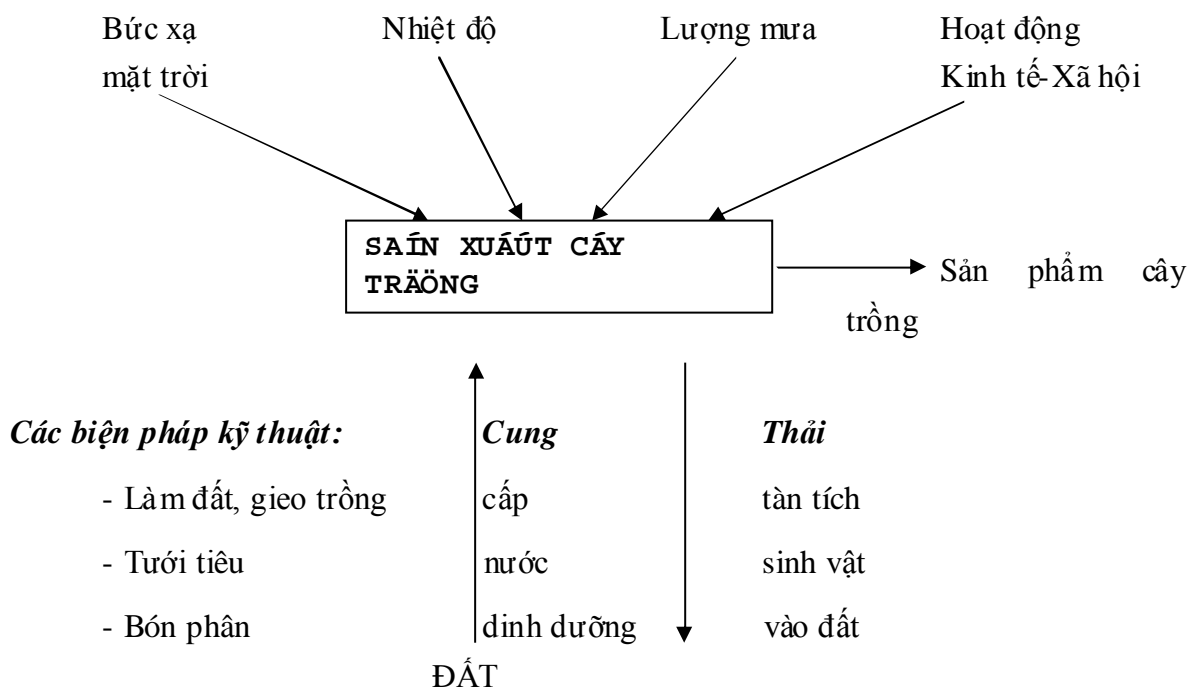 Bức xạ
mặt trời
Nhiệt độ
Lượng mưa
Hoạt động
Kinh tế-Xã hội
SAÍN XUÁÚT CÁY
TRÄÖNG
Sản phẩm cây
trồng
Các biện pháp kỹ thuật: Cung Thải
- Làm đất, gieo trồng cấp tàn tích
- Tưới tiêu nước sinh vật
- Bón phân dinh dưỡng vào đất
ĐẤT